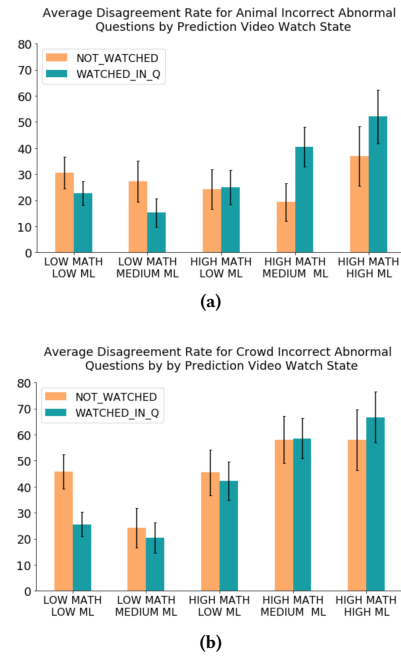 Average Disagreement Rate for Animal Incorrect Abnormal
Questions by Prediction Video Watch State
80
70
60
50
40
30
20
10
0
NOT_WATCHED
WATCHED_IN_Q
LOW MATH LOW MATH HIGH MATH HIGH MATH HIGH MATH
LOW ML MEDIUM ML LOW ML MEDIUM ML HIGH ML
(a)
Average Disagreement Rate for Crowd Incorrect Abnormal
Questions by by Prediction Video Watch State
80
70
60
50
40
30
20
10
0
NOT_WATCHED
WATCHED_IN_Q
LOW MATH LOW MATH HIGH MATH HIGH MATH HIGH MATH
LOW ML MEDIUM ML LOW ML MEDIUM ML HIGH ML
(b)